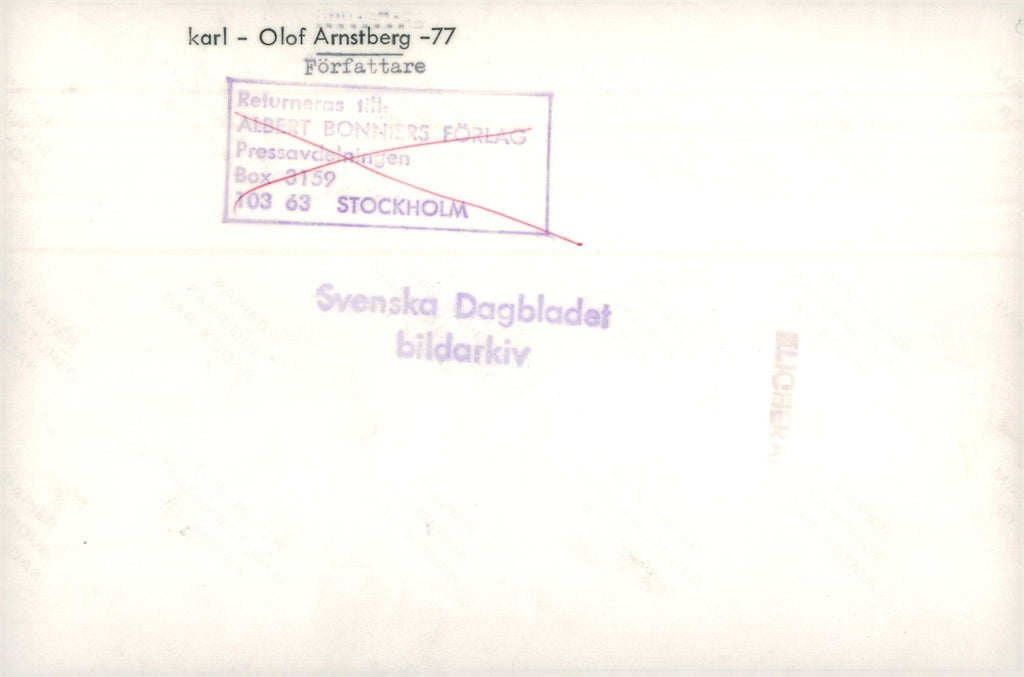 karl - Olof Arnstberg -77
Författare
Returneras till:
ALBERT BONNIERS FÖRLAG
Pressavdelningen
Box 3159
103 63 STOCKHOLM
Svenska Dagbladet
bildarkiv